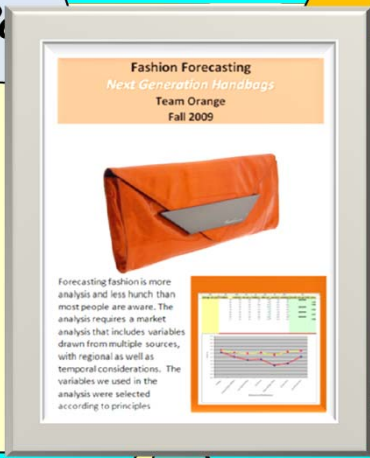 Fashion Forecasting
Next Generation Handbags
Team Orange
Fall 2009
Forecasting fashion is more
analysis and less hunch than
most people are aware. The
analysis requires a market
analysis that includes variables
drawn from multiple sources,
with regional as well as
temporal considerations. The
variables we used in the
analysis were selected
according to principles